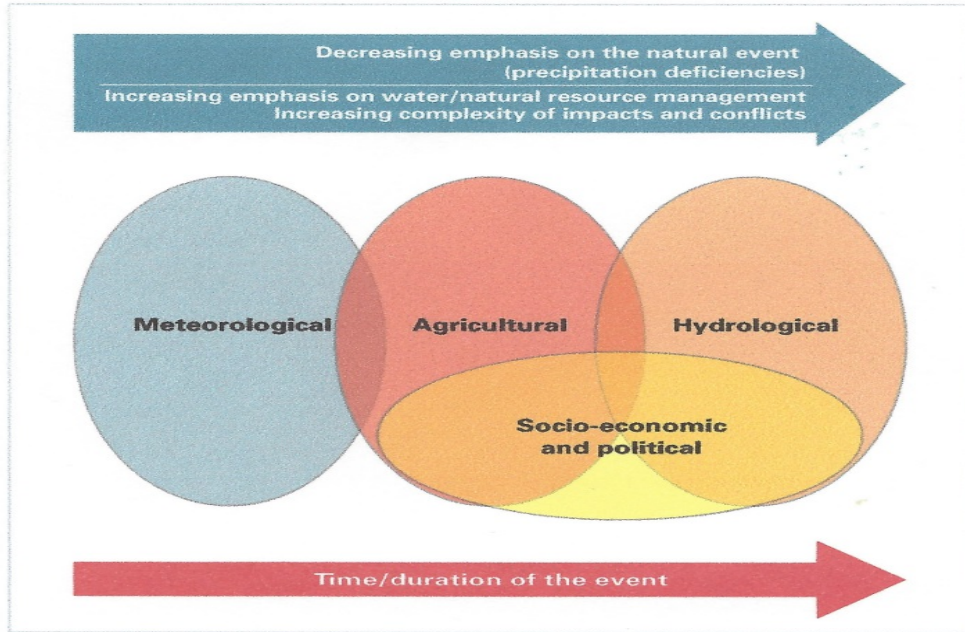 Decreasing emphasis on the natural event
(precipitation deficiencies)
Increasing emphasis on water/natural resource management
Increasing complexity of impacts and conflicts
Meteorological
Agricultural
Hydrological
Socio-economic
and political
Time/duration of the event